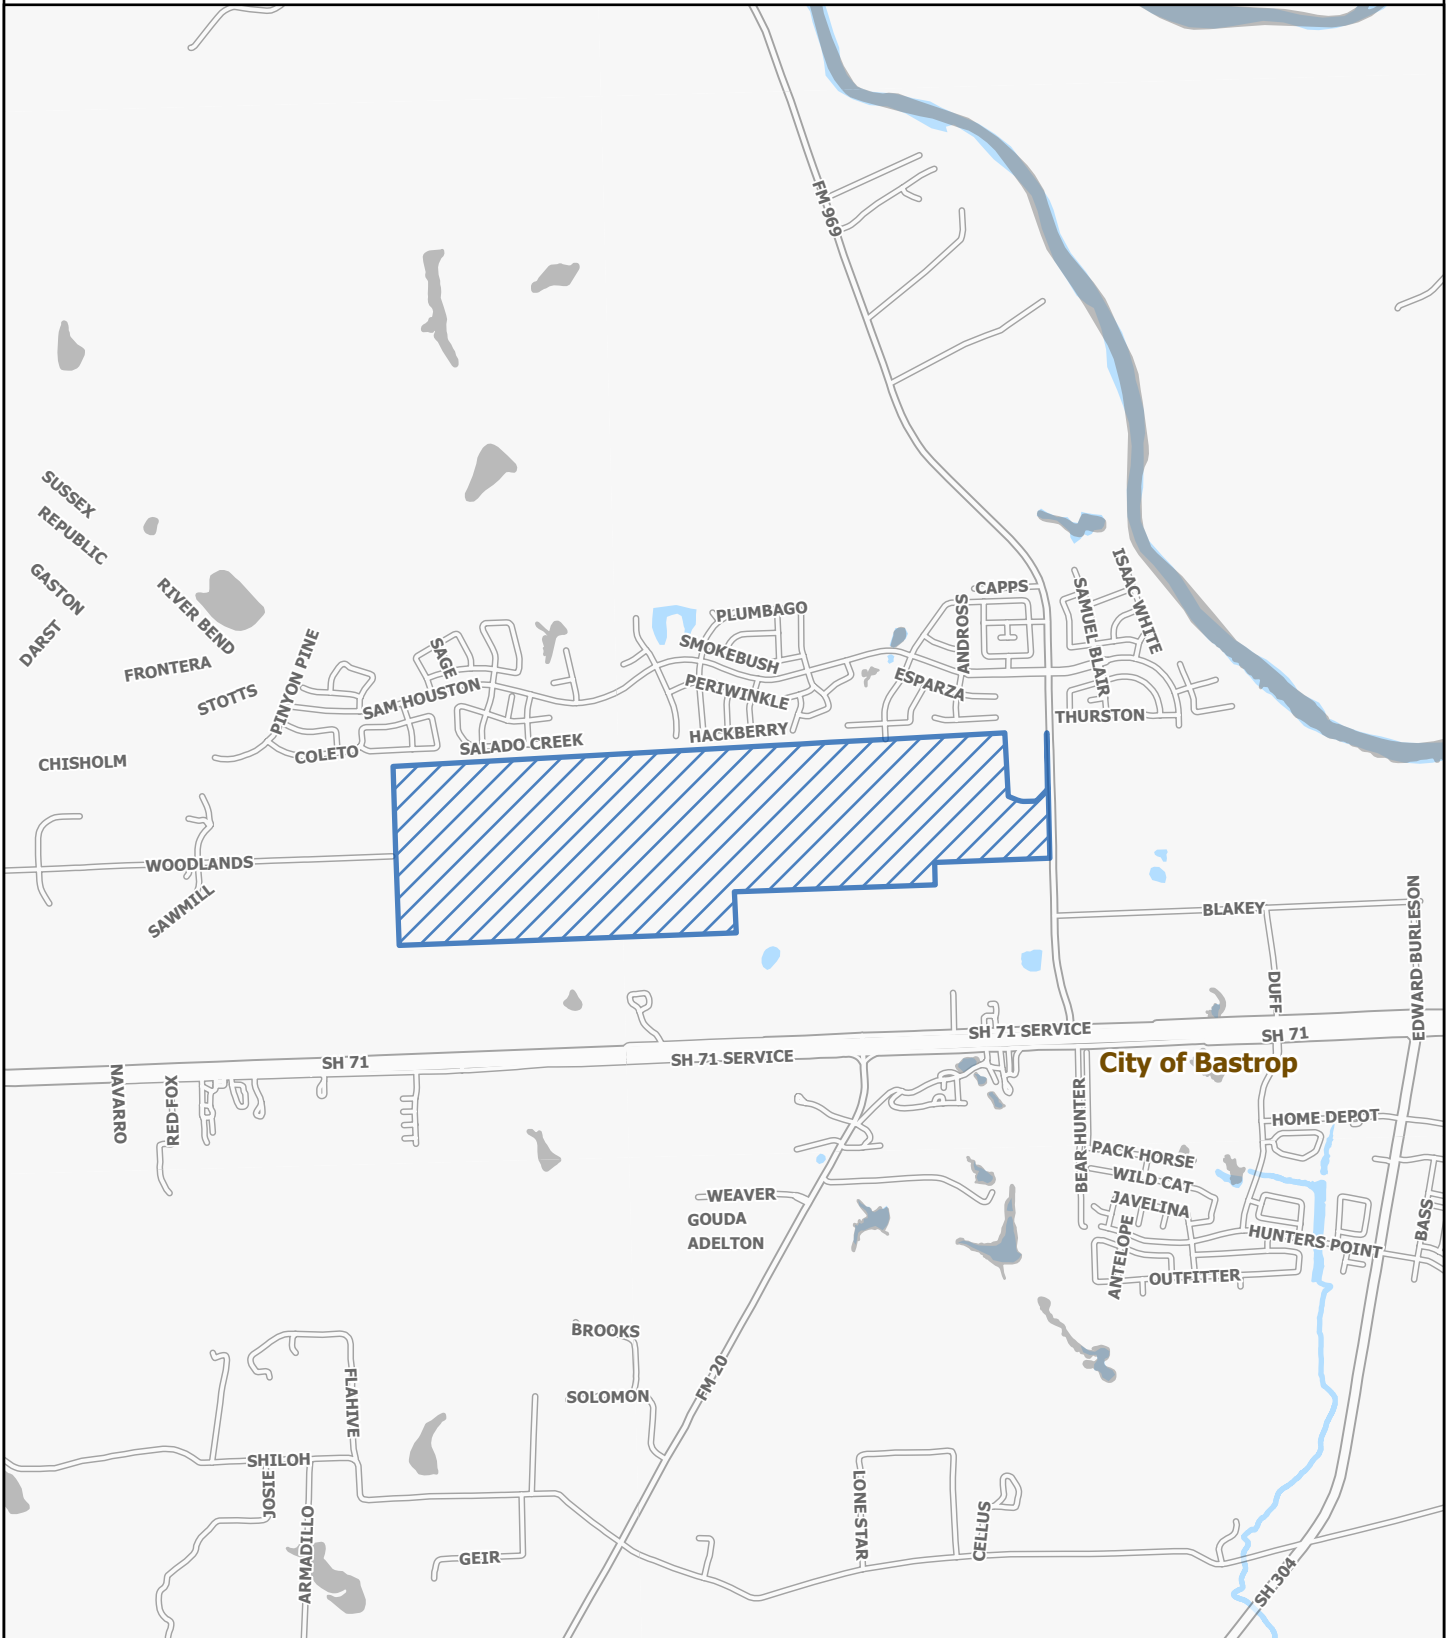 FM 969
SUSSEX
REPUBLIC
GASTON
DARST
RIVER BEND
FRONTERA
STOTTS
PINYON PINE
SAGE
SAM HOUSTON
COLETO
SALADO CREEK
CHISHOLM
PLUMBAGO
SMOKEBUSH
PERIWINKLE
HACKBERRY
ANDROSS
CAPPS
ESPARZA
SAMUEL BLAIR
ISAAC WHITE
THURSTON
WOODLANDS
SAWMILL
BLAKEY
DUFF
EDWARD BURLESON
SH 71 SERVICE
SH 71
SH 71 SERVICE
SH 71
City of Bastrop
NAVARRO
RED FOX
BEAR HUNTER
HOME DEPOT
PACK HORSE
WILD CAT
JAVELINA
ANTELOPE
HUNTERS POINT
OUTFITTER
BASS
WEAVER
GOUDA
ADELTON
BROOKS
SOLOMON
FM 20
FLAHIVE
SHILOH
JOSIE
ARMADILLO
GEIR
LONE STAR
CELLUS
SH 304